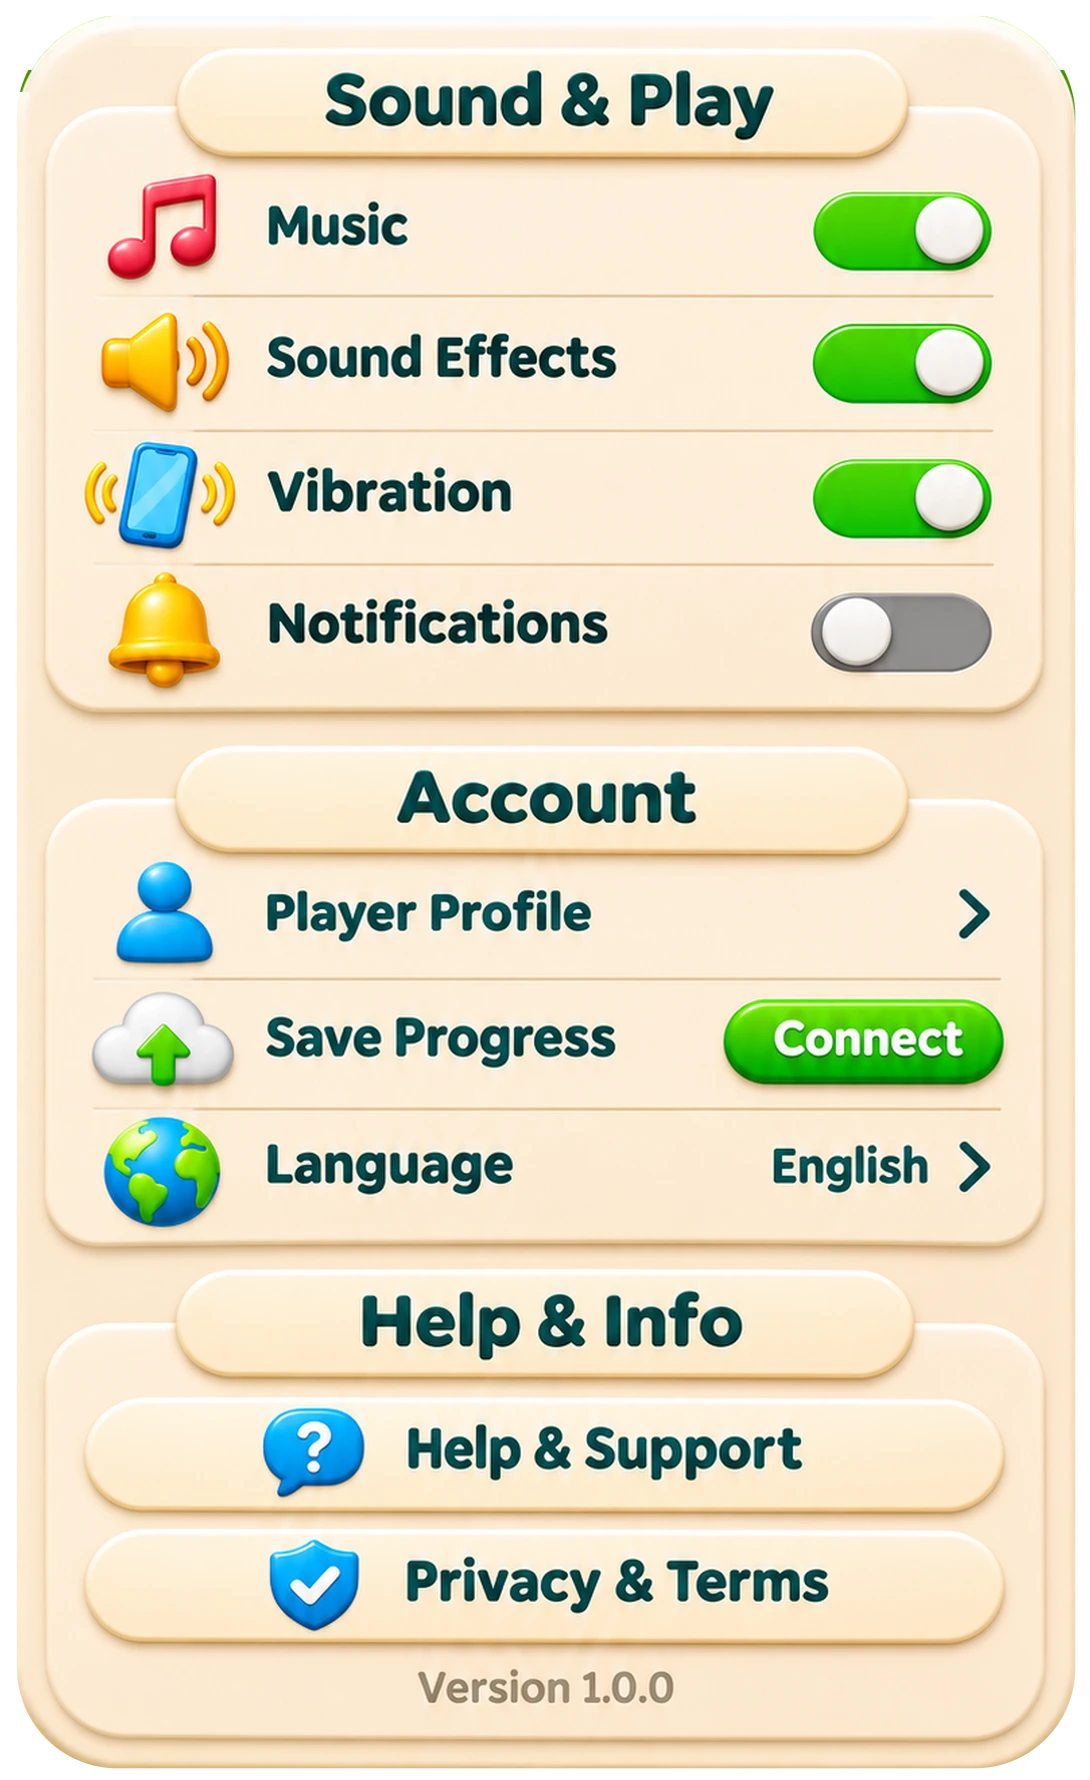 Sound & Play
Music
Sound Effects
Vibration
Notifications
Account
Player Profile
Save Progress Connect
Language English
Help & Info
?
Help & Support
Privacy & Terms
Version 1.0.0